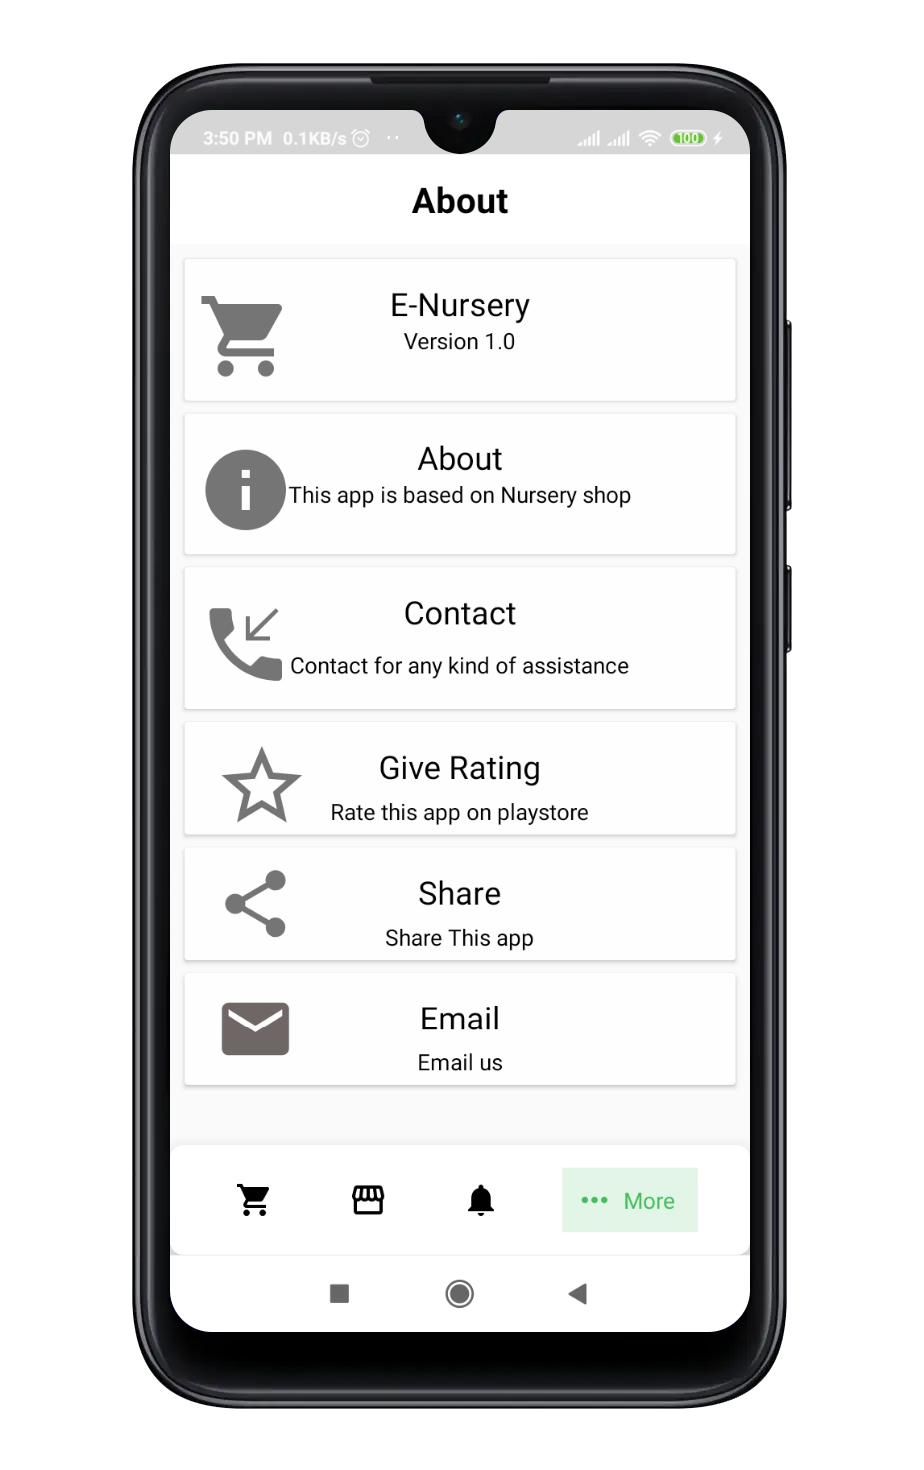 3:50 PM 0.1KB/s
100
About
E-Nursery
Version 1.0
About
This app is based on Nursery shop
Contact
Contact for any kind of assistance
Give Rating
Rate this app on playstore
Share
Share This app
Email
Email us
More